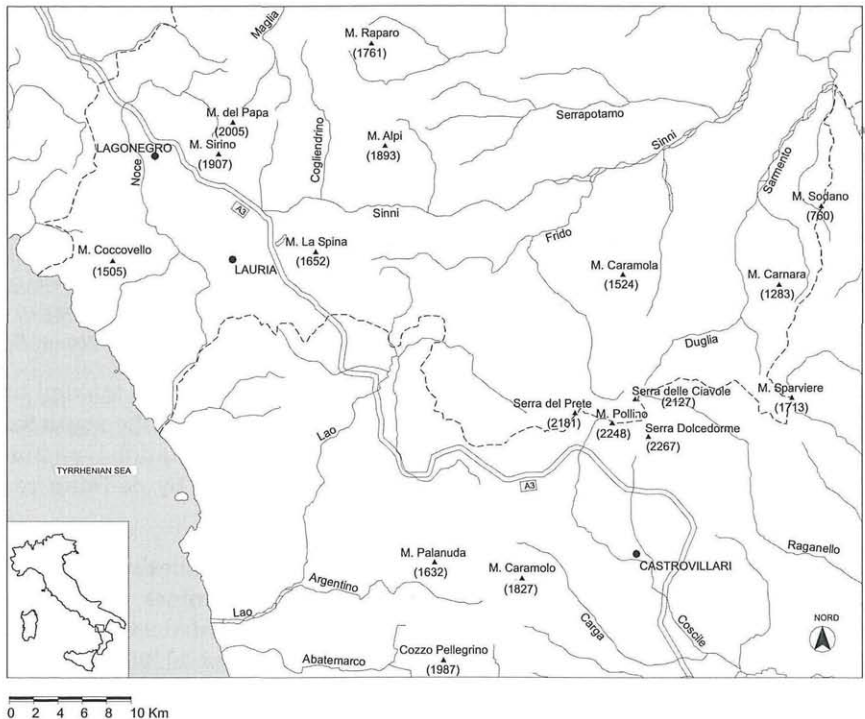 Maglia
M. Raparo
(1761)
M. del Papa
(2005)
Serrapotamo
LAGONEGRO
M. Sirino
(1907)
M. Alpi
(1893)
Cogliendrino
Noce
Sinni
Sarmento
A3
Sinni
M. Sodano
(760)
Frido
M. Coccovello
(1505)
LAURIA
M. La Spina
(1652)
M. Caramola
(1524)
M. Carnara
(1283)
Duglia
Serra del Prete
(2181)
Serra delle Ciavole
(2127)
M. Sparviere
(1713)
M. Pollino
(2248)
Serra Dolcedorme
(2267)
Lao
TYRRHENIAN SEA
A3
Raganello
M. Palanuda
(1632)
M. Caramolo
(1827)
CASTROVILLARI
Argentino
Lao
Carga
Coscile
NORD
Abatemarco
Cozzo Pellegrino
(1987)
0 2 4 6 8 10 Km